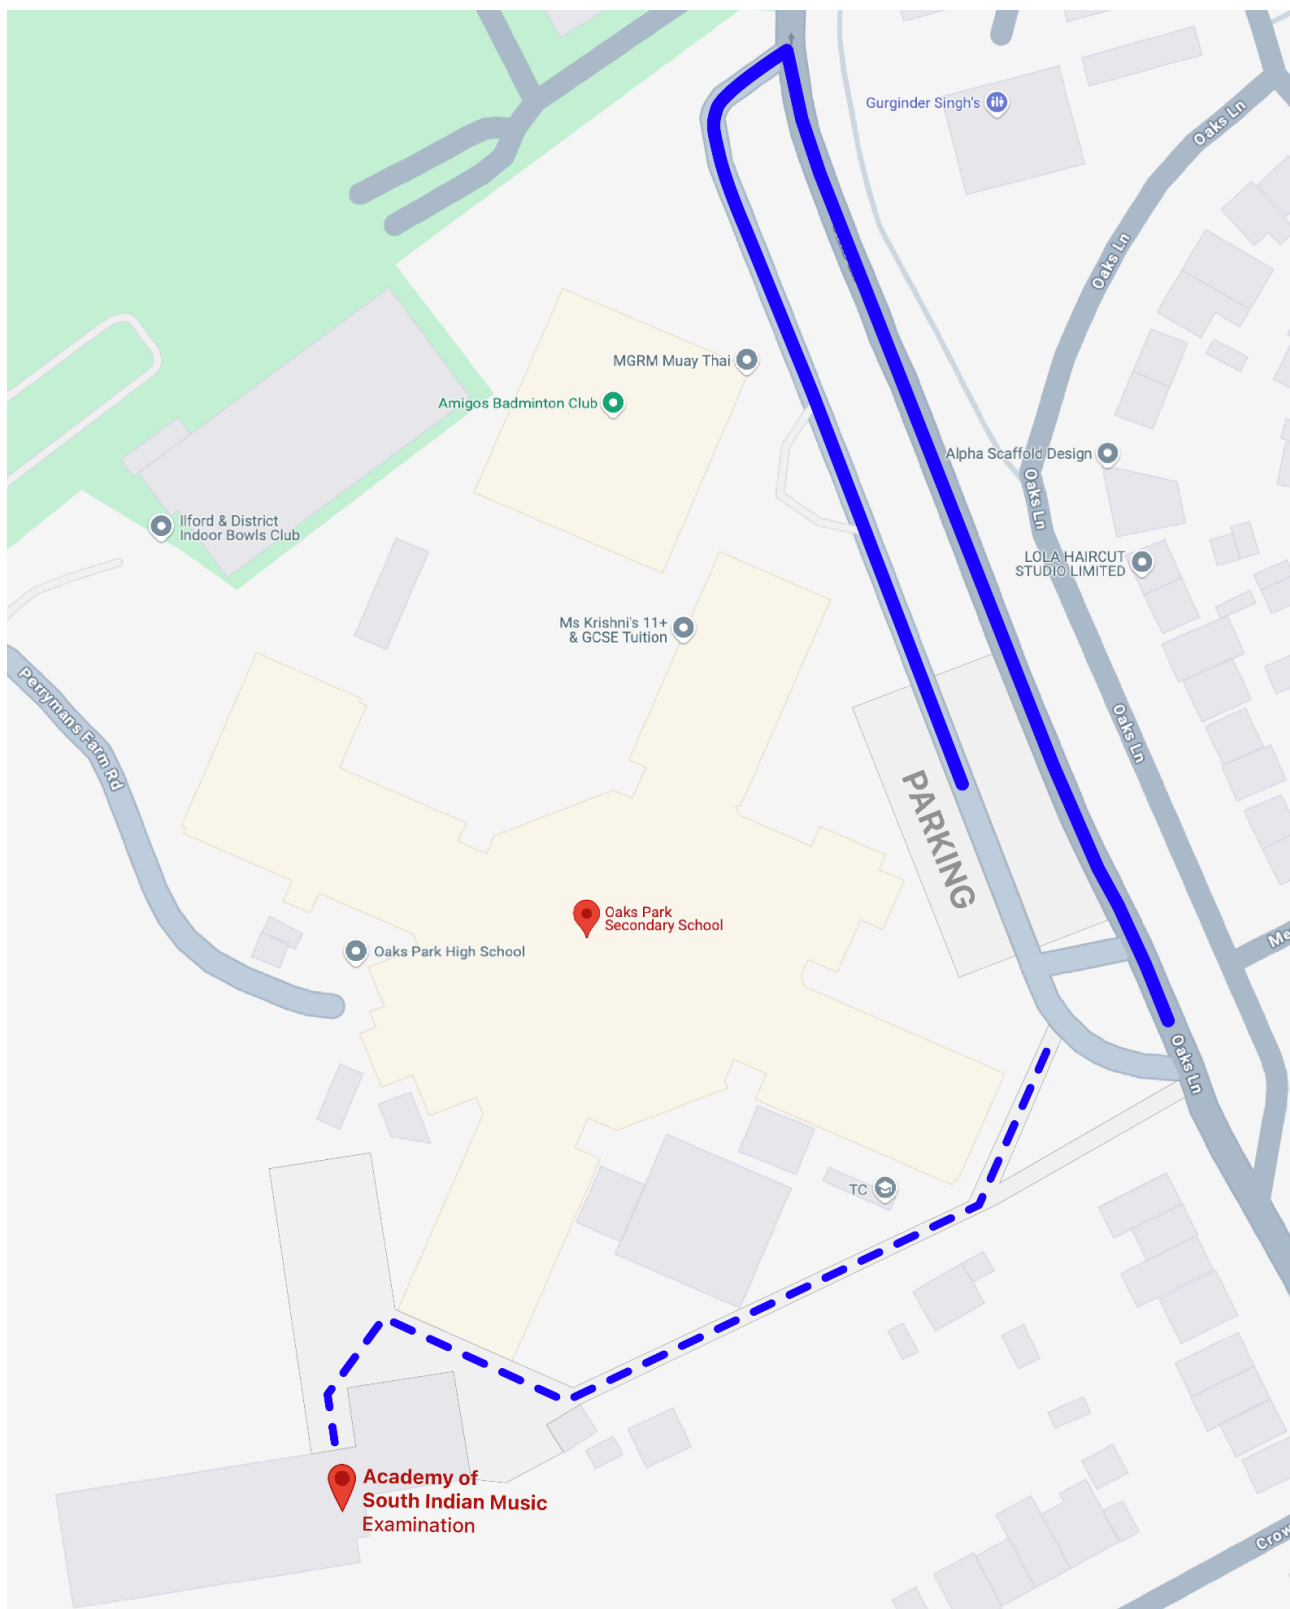 Gurginder Singh's
Oaks Ln
Oaks Ln
MGRM Muay Thai
Amigos Badminton Club
Alpha Scaffold Design
Oaks Ln
Ilford & District
Indoor Bowls Club
LOLA HAIRCUT
STUDIO LIMITED
Ms Krishni's 11+
& GCSE Tuition
Perrymans Farm Rd
Oaks Ln
PARKING
Oaks Park
Secondary School
Oaks Park High School
Me
Oaks Ln
TC
Academy of
South Indian Music
Examination
Crow